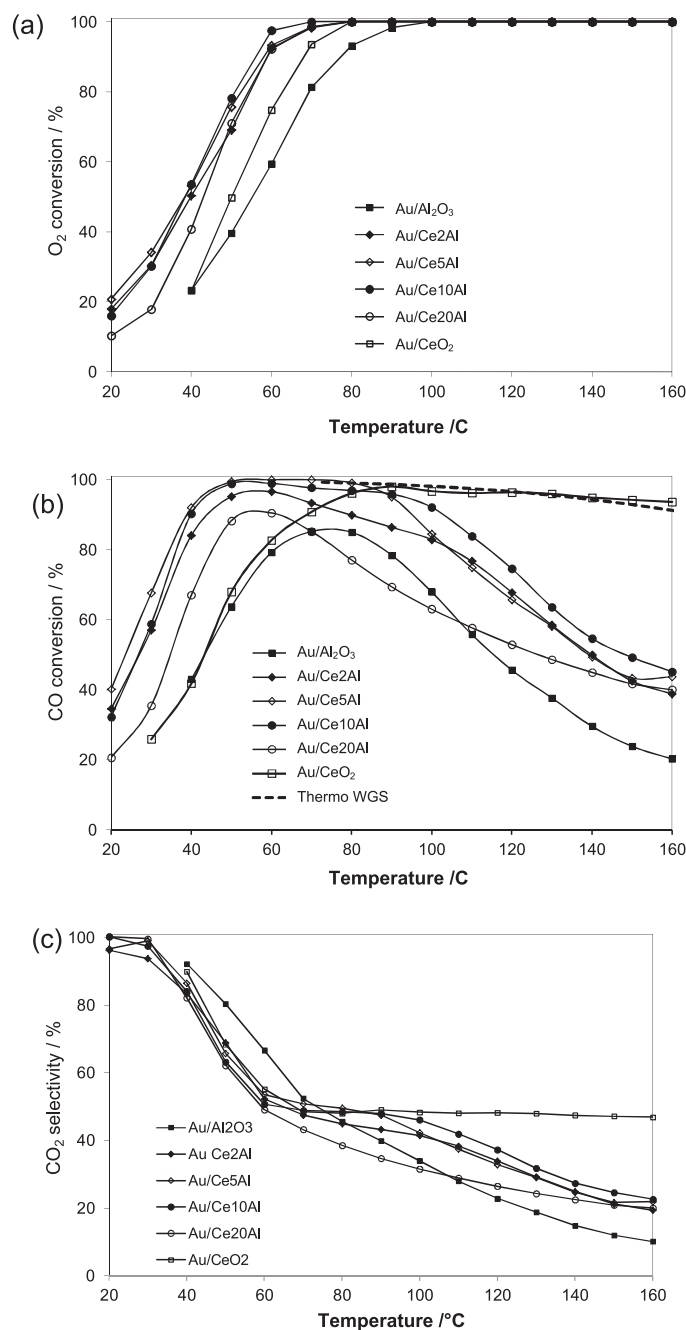 (a)
100
80
60
40
20
0
O₂ conversion / %
Au/Al₂O₃
Au/Ce2Al
Au/Ce5Al
Au/Ce10Al
Au/Ce20Al
Au/CeO₂
20 40 60 80 100 120 140 160
Temperature /C
(b)
100
80
60
40
20
0
CO conversion / %
Au/Al₂O₃
Au/Ce2Al
Au/Ce5Al
Au/Ce10Al
Au/Ce20Al
Au/CeO₂
Thermo WGS
20 40 60 80 100 120 140 160
Temperature /C
(c)
100
80
60
40
20
0
CO₂ selectivity / %
Au/Al2O3
Au Ce2Al
Au/Ce5Al
Au/Ce10Al
Au/Ce20Al
Au/CeO2
20 40 60 80 100 120 140 160
Temperature /°C